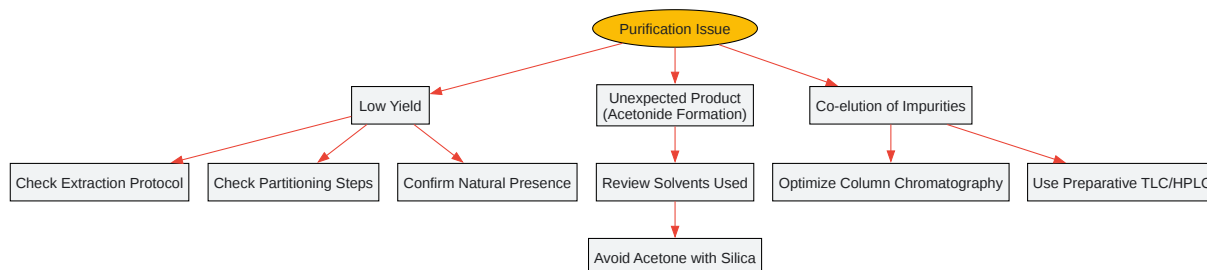 Purification Issue
Low Yield
Unexpected Product
(Acetonide Formation)
Co-elution of Impurities
Check Extraction Protocol
Check Partitioning Steps
Confirm Natural Presence
Review Solvents Used
Optimize Column Chromatography
Use Preparative TLC/HPLC
Avoid Acetone with Silica